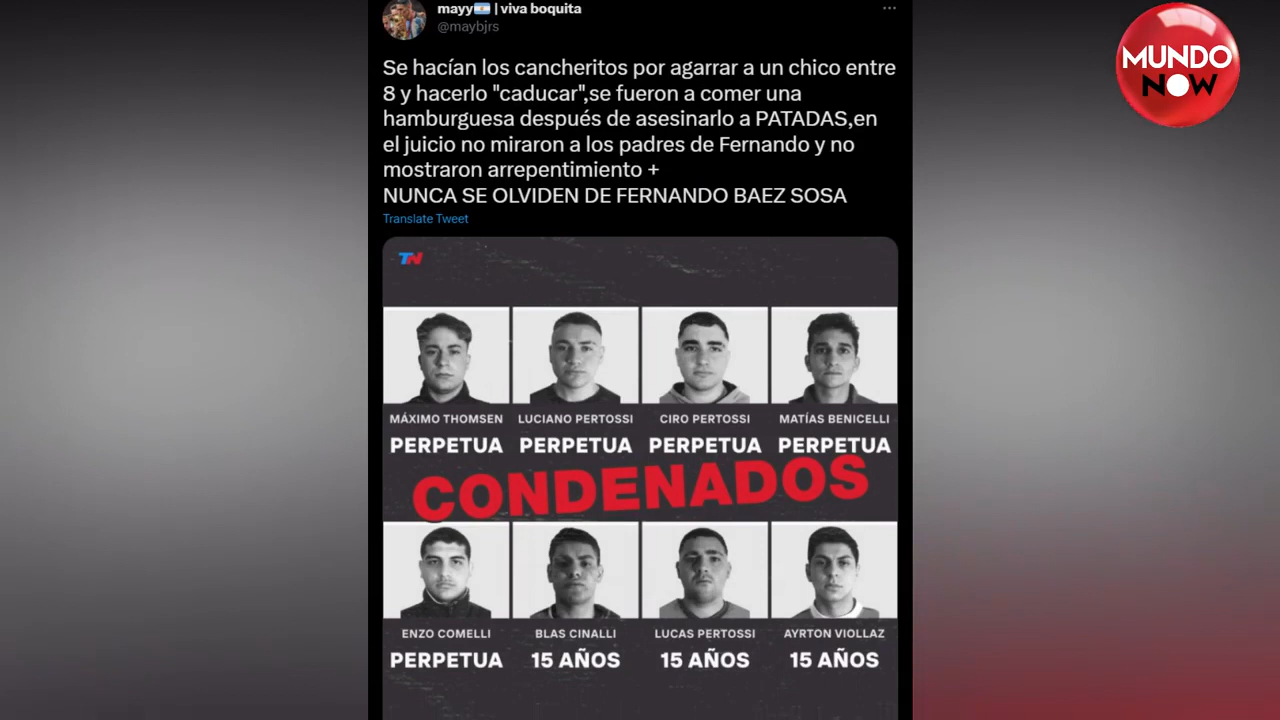 mayy🇦🇷 | viva boquita
@maybjrs
MUNDO
NOW
Se hacían los cancheritos por agarrar a un chico entre
8 y hacerlo "caducar",se fueron a comer una
hamburguesa después de asesinarlo a PATADAS,en
el juicio no miraron a los padres de Fernando y no
mostraron arrepentimiento +
NUNCA SE OLVIDEN DE FERNANDO BAEZ SOSA
Translate Tweet
TN
MÁXIMO THOMSEN LUCIANO PERTOSSI CIRO PERTOSSI MATÍAS BENICELLI
PERPETUA PERPETUA PERPETUA PERPETUA
CONDENADOS
ENZO COMELLI BLAS CINALLI LUCAS PERTOSSI AYRTON VIOLLAZ
PERPETUA 15 AÑOS 15 AÑOS 15 AÑOS